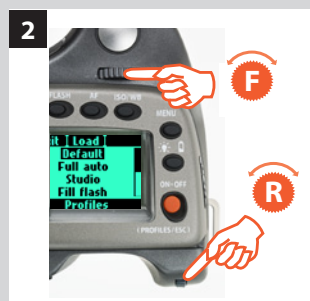 2
F
FLASH AF ISO/WB
MENU
it | Load ]
Default
Full auto
Studio
Fill flash
Profiles
ON-OFF
R
(PROFILES/ESC)